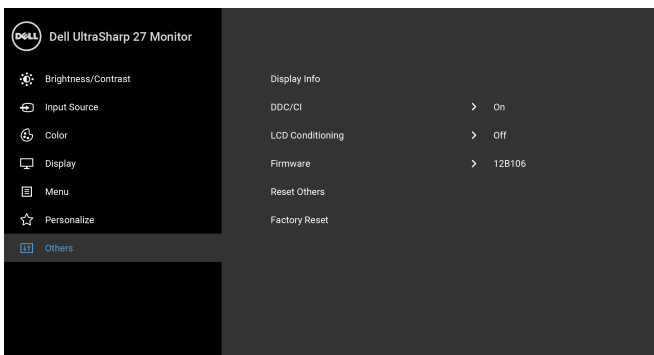 DELL Dell UltraSharp 27 Monitor
Brightness/Contrast
Display Info
Input Source
DDC/CI > On
Color
LCD Conditioning > Off
Display
Firmware > 12B106
Menu
Reset Others
Personalize
Factory Reset
Others